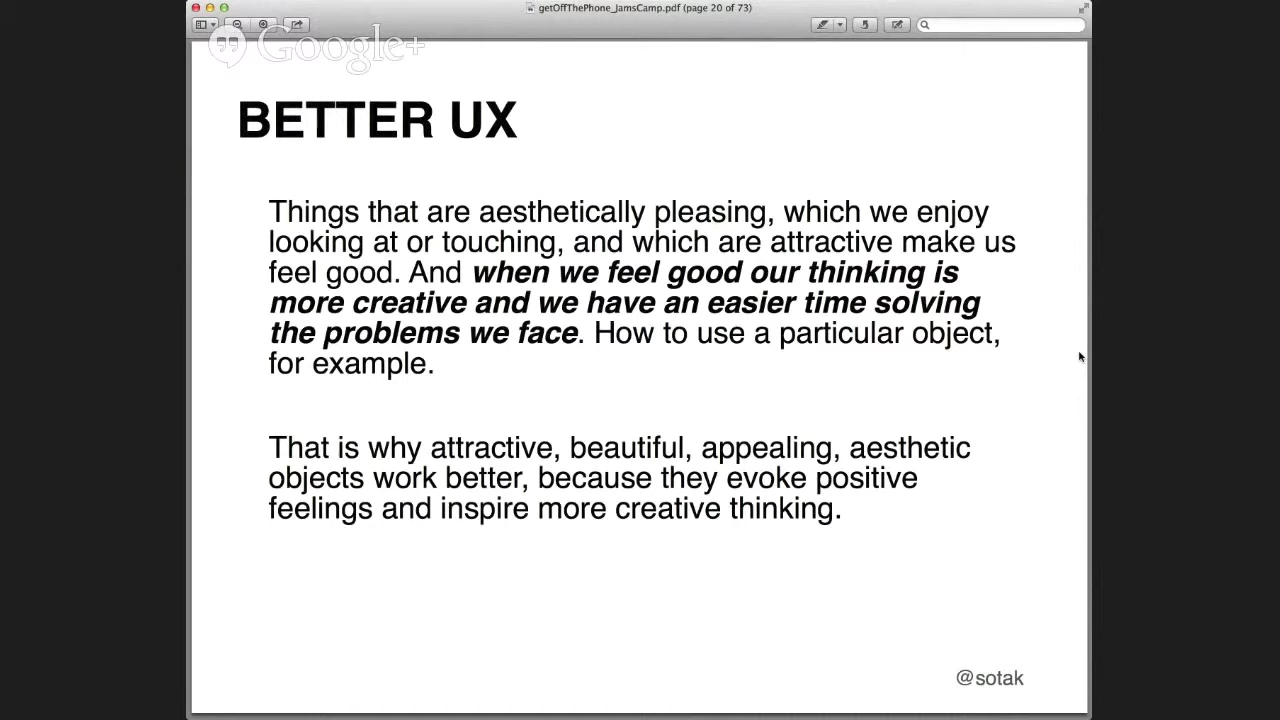 getOffThePhone_JamsCamp.pdf (page 20 of 73)
Google+
BETTER UX
Things that are aesthetically pleasing, which we enjoy
looking at or touching, and which are attractive make us
feel good. And when we feel good our thinking is
more creative and we have an easier time solving
the problems we face. How to use a particular object,
for example.
That is why attractive, beautiful, appealing, aesthetic
objects work better, because they evoke positive
feelings and inspire more creative thinking.
@sotak